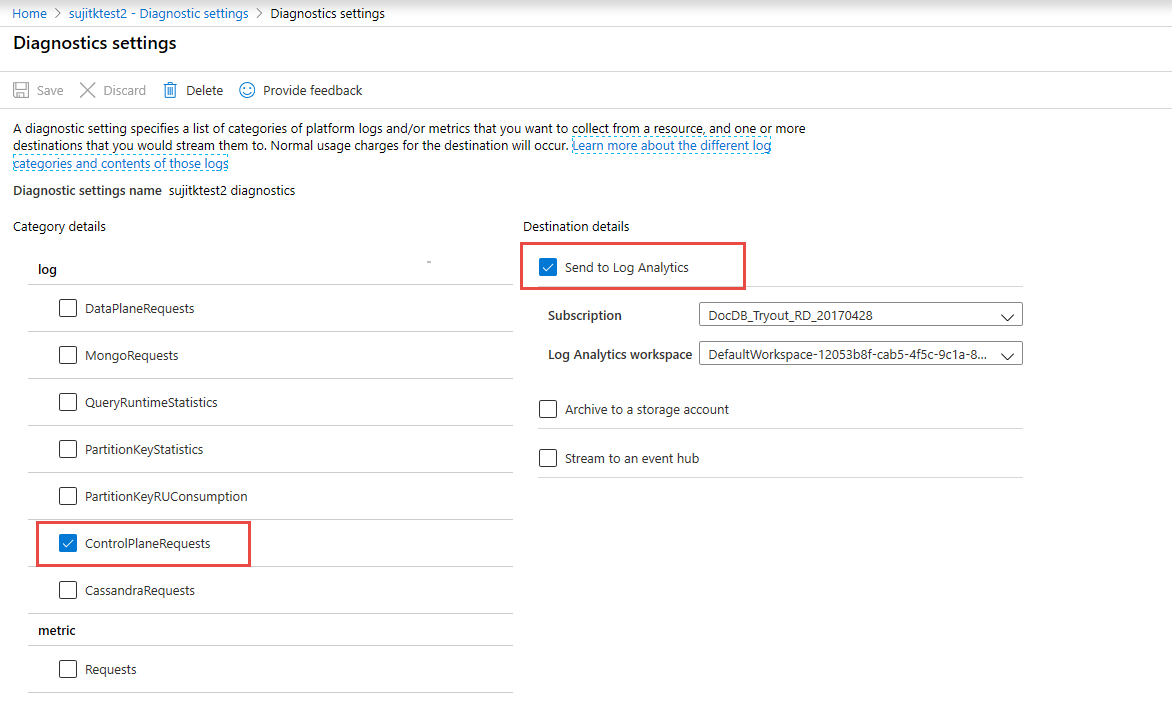 Home > sujitktest2 - Diagnostic settings > Diagnostics settings
Diagnostics settings
Save Discard Delete Provide feedback
A diagnostic setting specifies a list of categories of platform logs and/or metrics that you want to collect from a resource, and one or more
destinations that you would stream them to. Normal usage charges for the destination will occur. Learn more about the different log
categories and contents of those logs
Diagnostic settings name sujitktest2 diagnostics
Category details
log
DataPlaneRequests
MongoRequests
QueryRuntimeStatistics
PartitionKeyStatistics
PartitionKeyRUConsumption
ControlPlaneRequests
CassandraRequests
metric
Requests
Destination details
Send to Log Analytics
Subscription DocDB_Tryout_RD_20170428
Log Analytics workspace DefaultWorkspace-12053b8f-cab5-4f5c-9c1a-8...
Archive to a storage account
Stream to an event hub